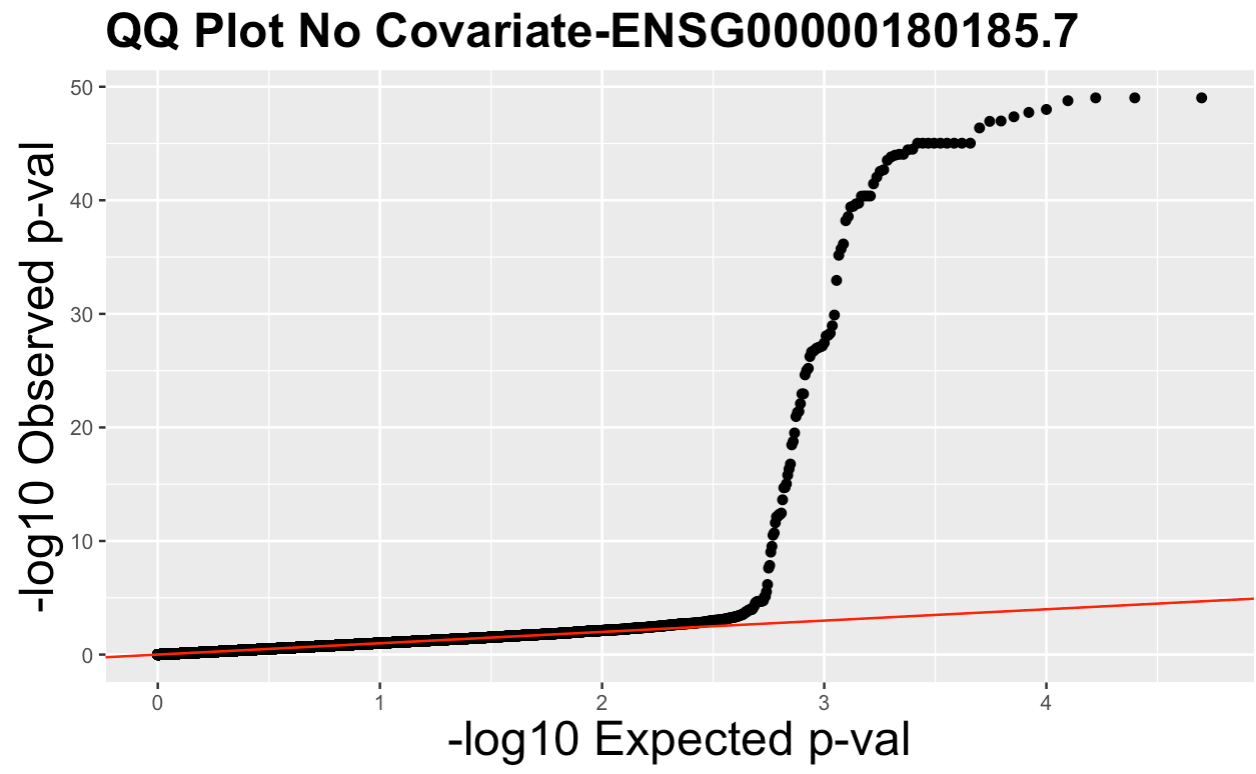 QQ Plot No Covariate-ENSG00000180185.7
-log10 Observed p-val
50
40
30
20
10
0
0 1 2 3 4
-log10 Expected p-val